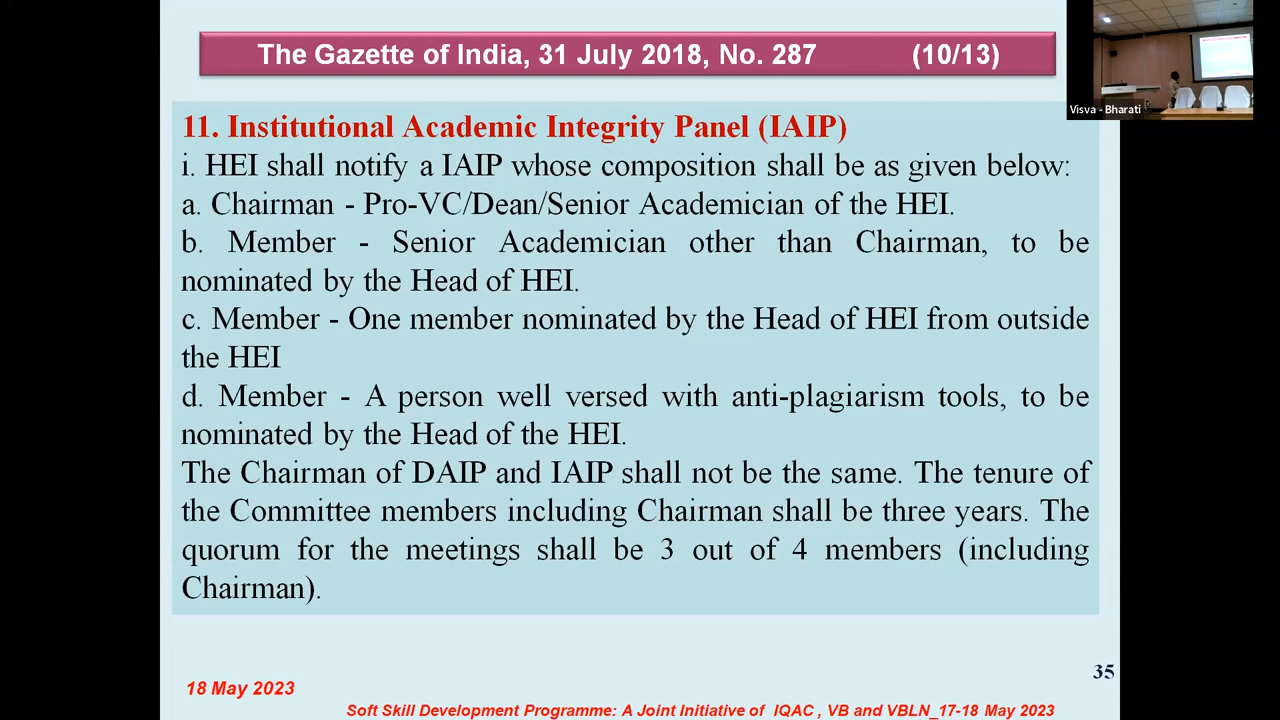 The Gazette of India, 31 July 2018, No. 287 (10/13)
Visva - Bharati
11. Institutional Academic Integrity Panel (IAIP)
i. HEI shall notify a IAIP whose composition shall be as given below:
a. Chairman - Pro-VC/Dean/Senior Academician of the HEI.
b. Member - Senior Academician other than Chairman, to be
nominated by the Head of HEI.
c. Member - One member nominated by the Head of HEI from outside
the HEI
d. Member - A person well versed with anti-plagiarism tools, to be
nominated by the Head of the HEI.
The Chairman of DAIP and IAIP shall not be the same. The tenure of
the Committee members including Chairman shall be three years. The
quorum for the meetings shall be 3 out of 4 members (including
Chairman).
35
18 May 2023
Soft Skill Development Programme: A Joint Initiative of IQAC , VB and VBLN_17-18 May 2023